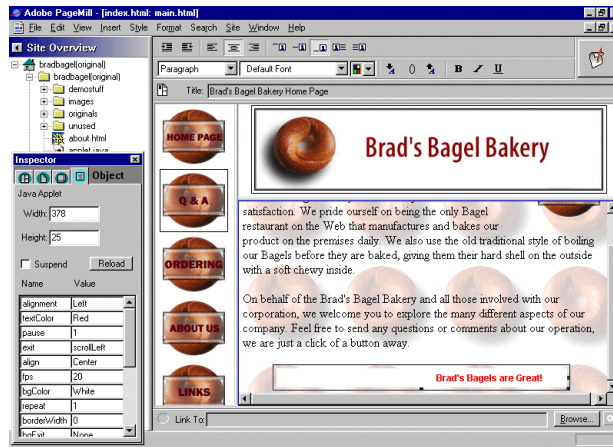 Adobe PageMill - [index.html: main.html]
File Edit View Insert Style Format Search Site Window Help
Site Overview
bradbagel(original)
bradbagel(original)
demostuff
images
originals
unused
about.html
applet.java
Paragraph Default Font
B I U
Title: Brad's Bagel Bakery Home Page
Inspector
Object
Java Applet
Width: 378
Height: 25
Suspend Reload
Name Value
alignment Left
textColor Red
pause 1
exit scrollLeft
align Center
fps 20
bgColor White
repeat 1
borderWidth 0
bgExit None
HOME PAGE
Q & A
ORDERING
ABOUT US
LINKS
Brad's Bagel Bakery
satisfaction. We pride ourself on being the only Bagel
restaurant on the Web that manufactures and bakes our
product on the premises daily. We also use the old traditional style of boiling
our Bagels before they are baked, giving them their hard shell on the outside
with a soft chewy inside.
On behalf of the Brad's Bagel Bakery and all those involved with our
corporation, we welcome you to explore the many different aspects of our
company. Feel free to send any questions or comments about our operation,
we are just a click of a button away.
Brad's Bagels are Great!
Link To: Browse...